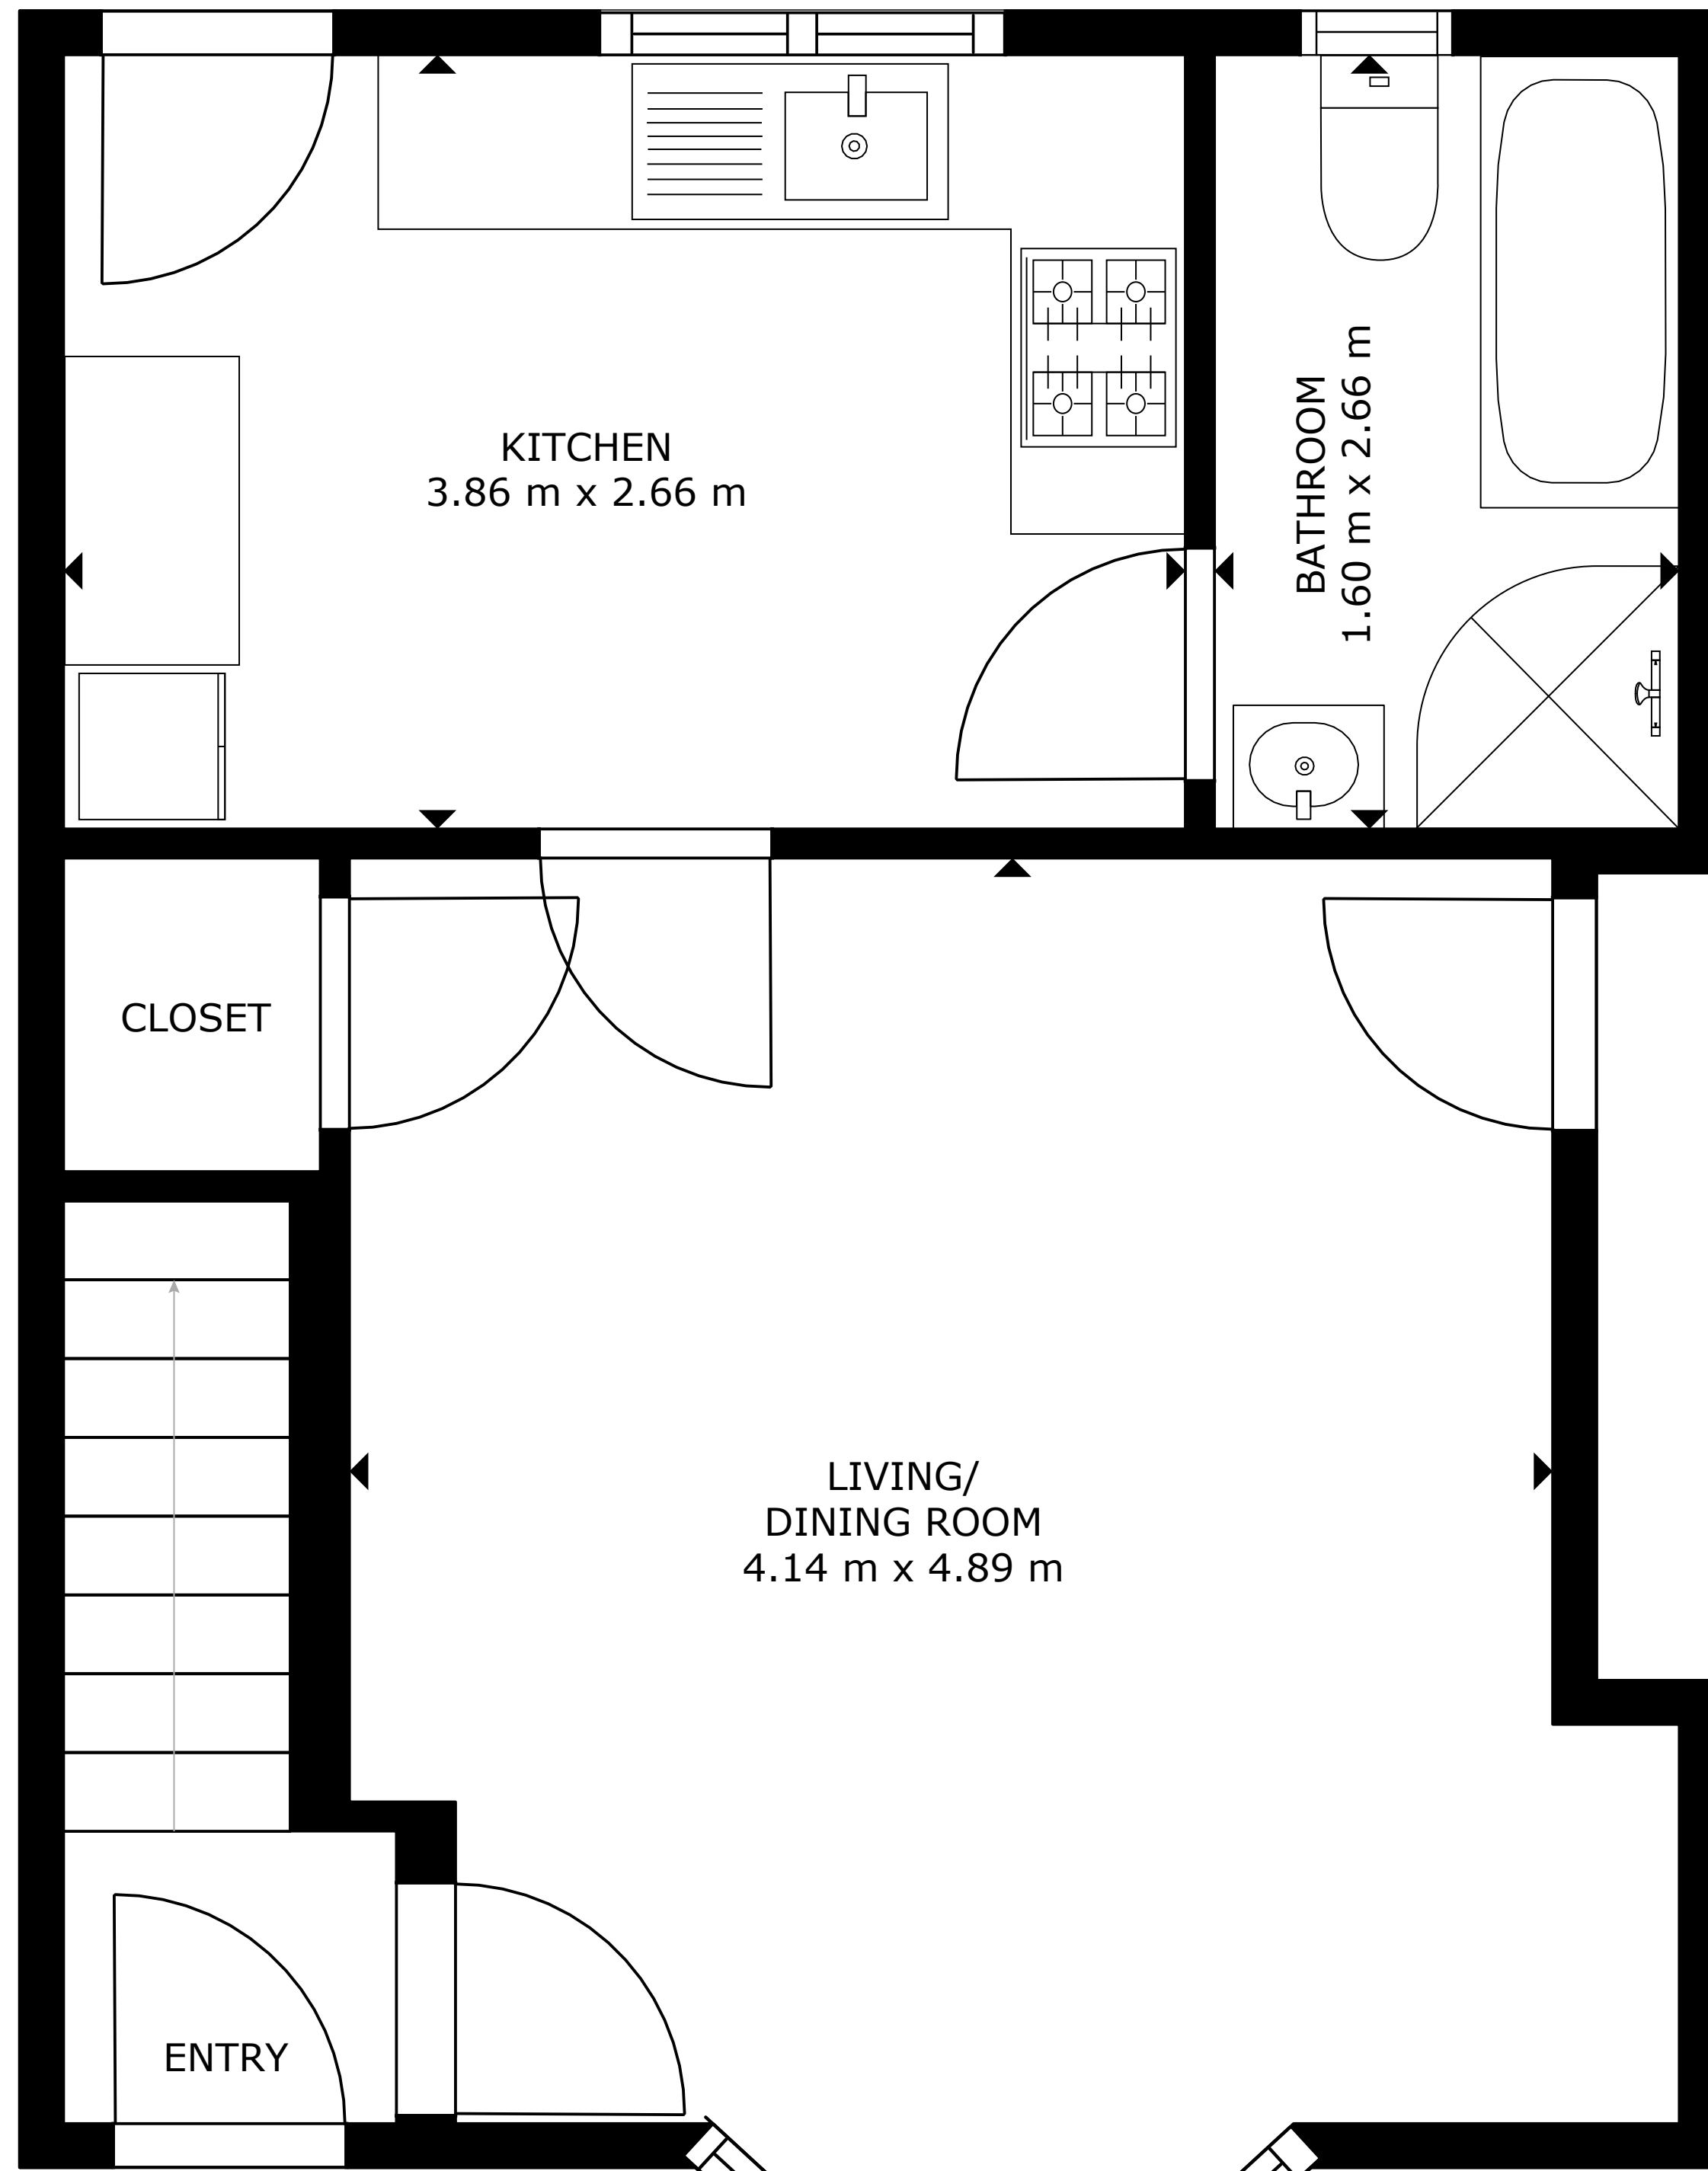 KITCHEN
3.86 m x 2.66 m
BATHROOM
1.60 m x 2.66 m
CLOSET
LIVING/
DINING ROOM
4.14 m x 4.89 m
ENTRY